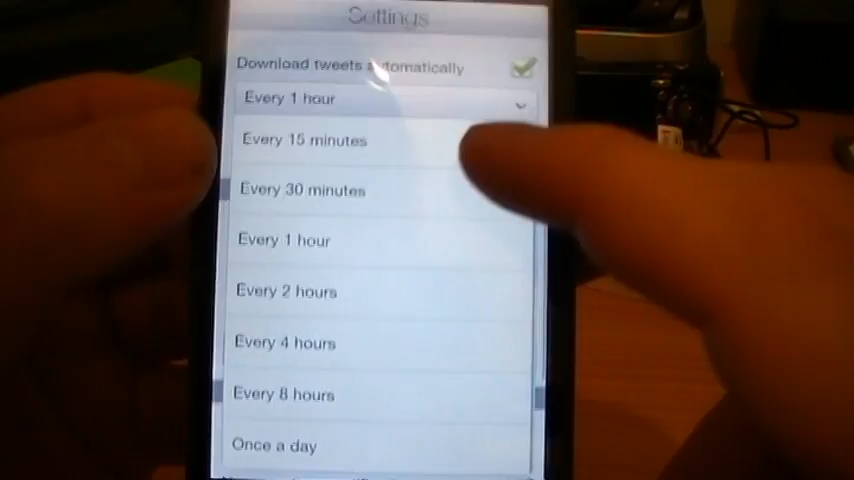 Settings
Download tweets automatically
Every 1 hour
Every 15 minutes
Every 30 minutes
Every 1 hour
Every 2 hours
Every 4 hours
Every 8 hours
Once a day